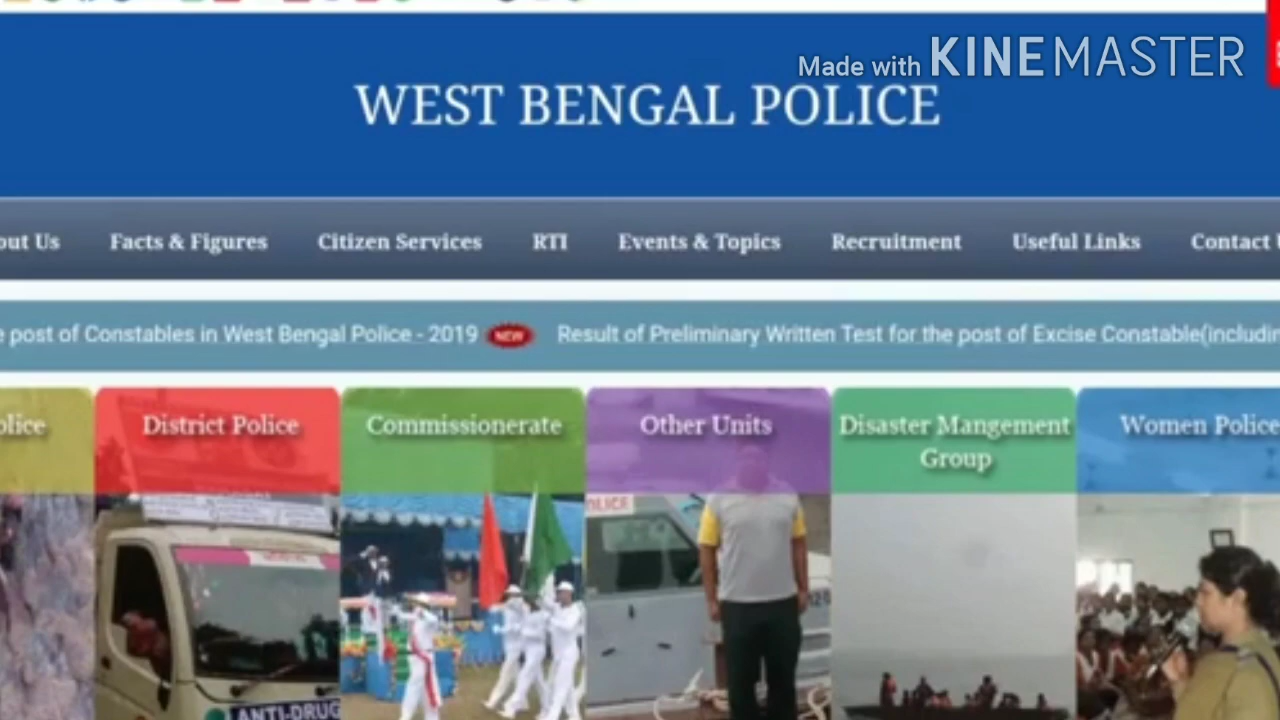 Made with KINEMASTER
WEST BENGAL POLICE
out Us Facts & Figures Citizen Services RTI Events & Topics Recruitment Useful Links Contact
e post of Constables in West Bengal Police - 2019 NEW Result of Preliminary Written Test for the post of Excise Constable(includin
olice District Police Commissionerate Other Units Disaster Mangement Women Police
Group
OLICE
ANTI-DRUG